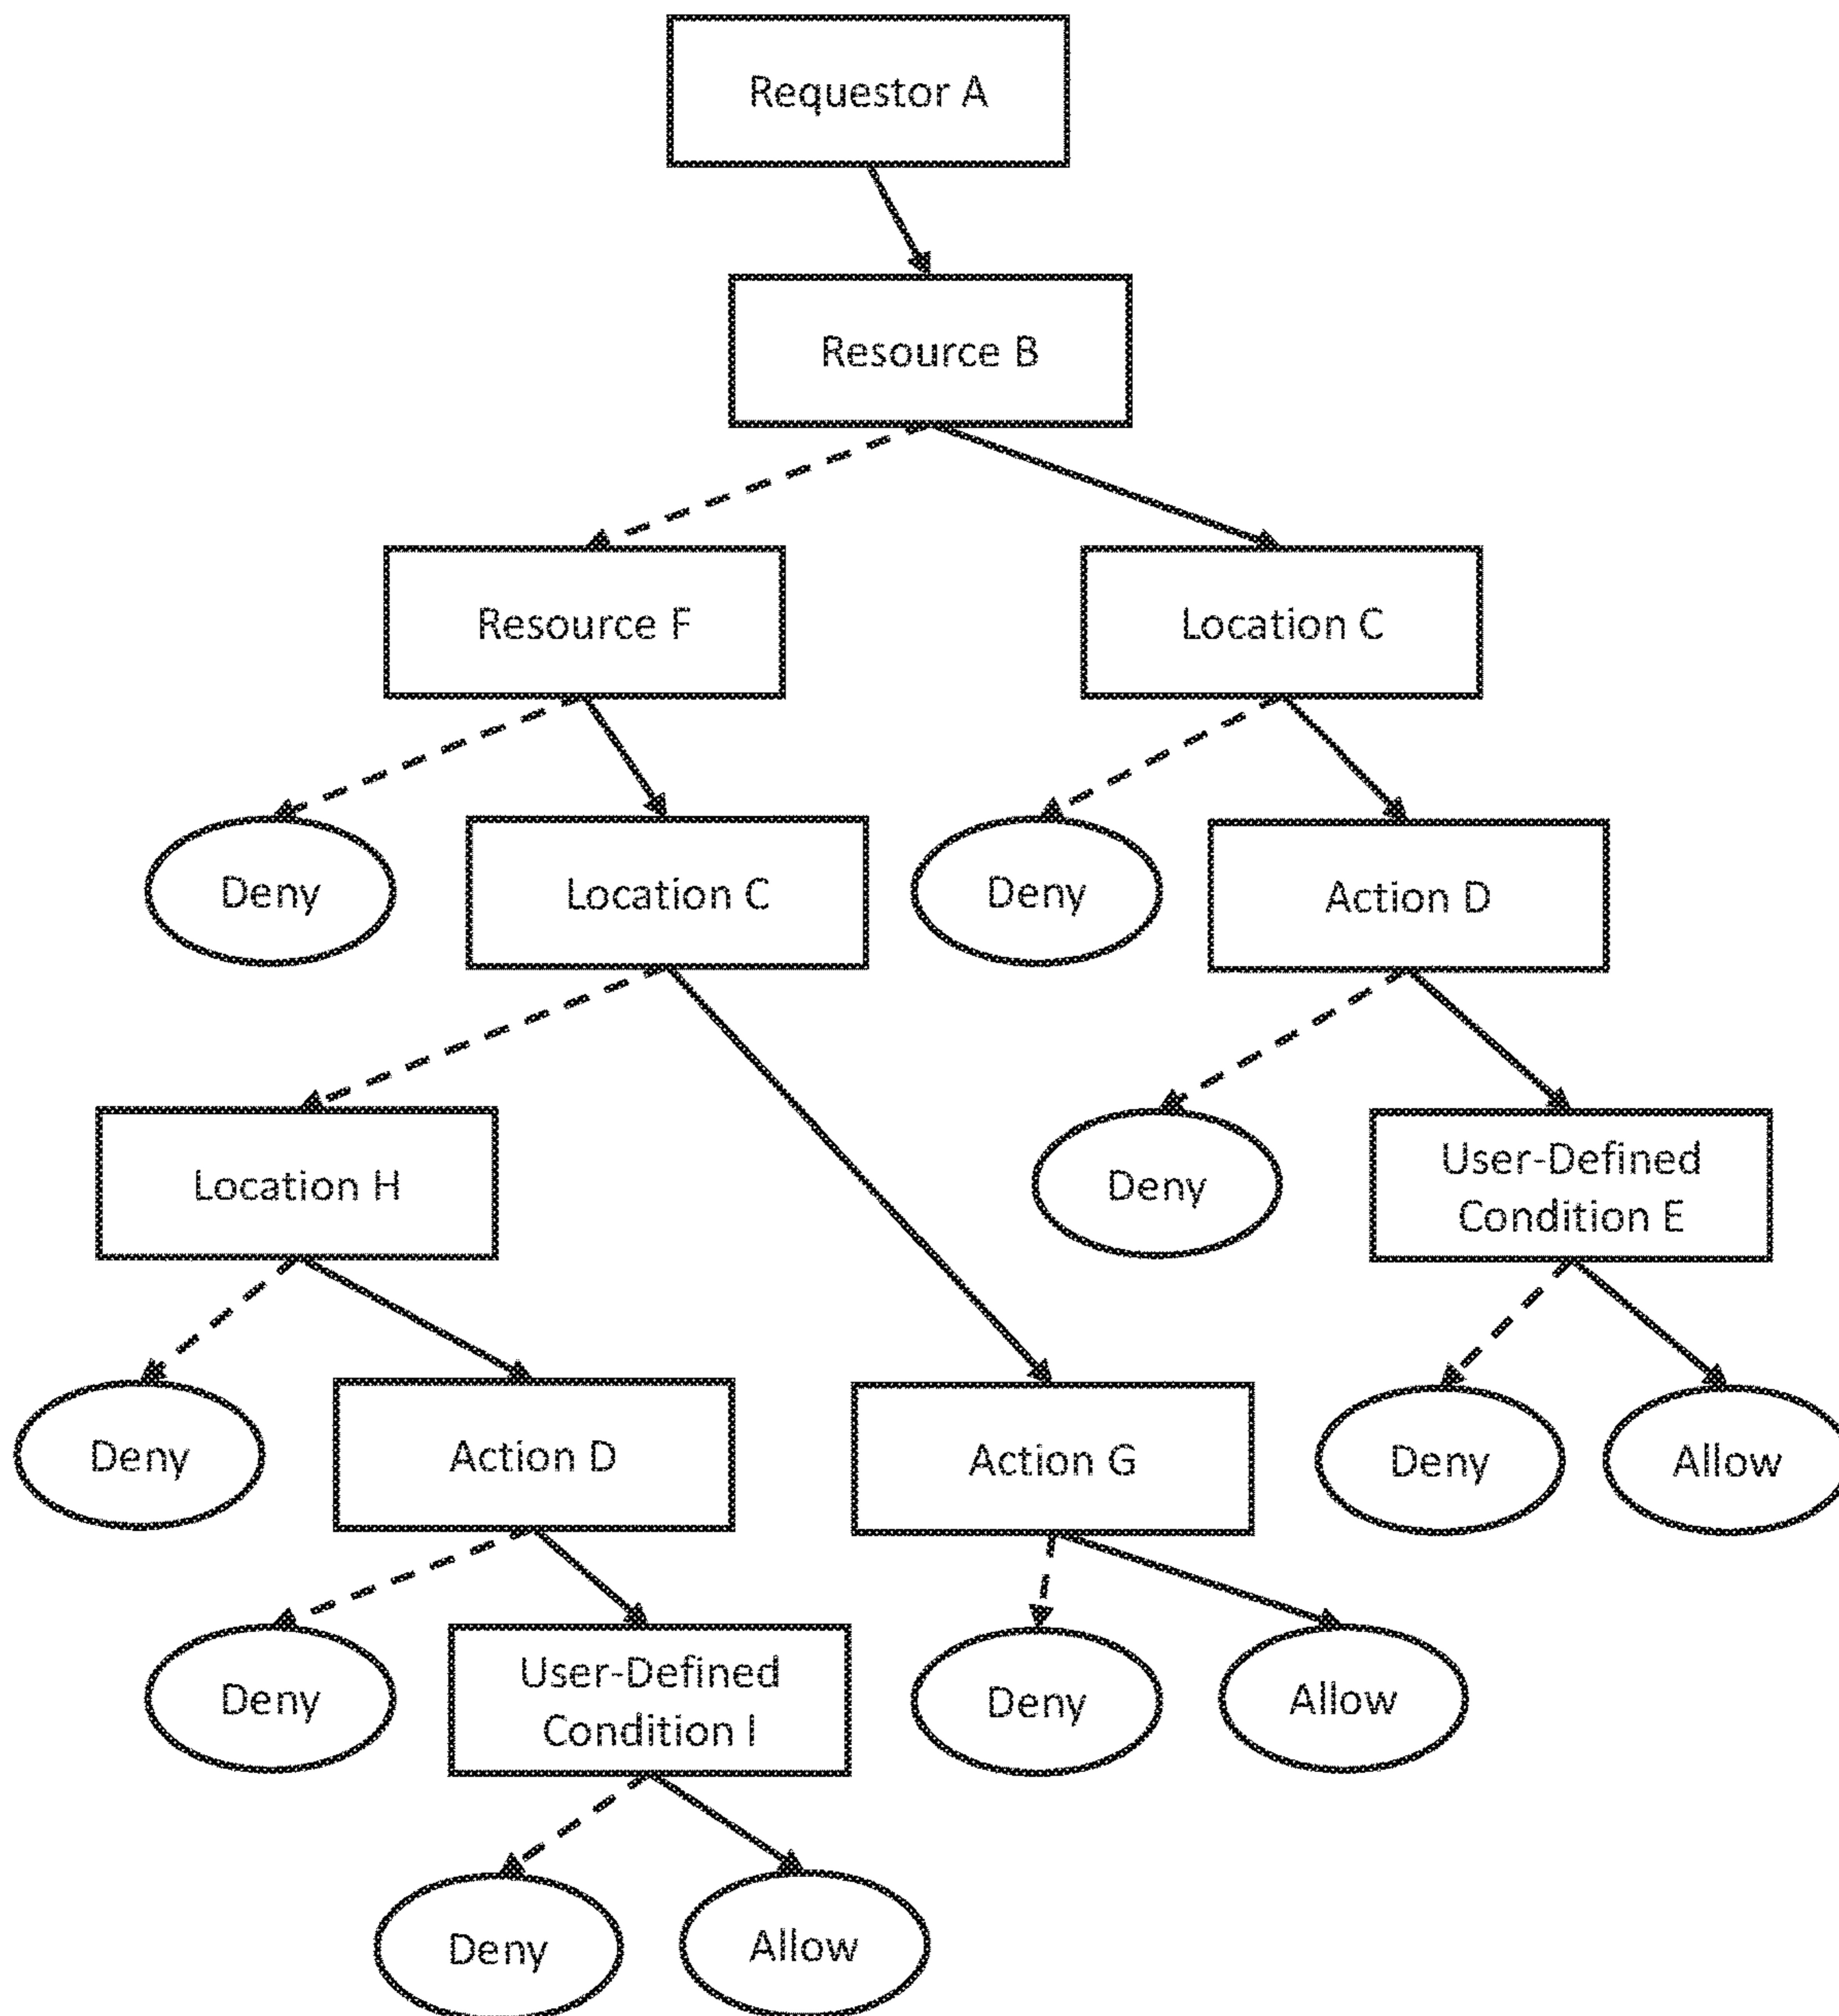 Requestor A
Resource B
Resource F
Location C
Deny
Location C
Deny
Action D
Location H
Deny
User-Defined
Condition E
Deny
Action D
Action G
Deny
Allow
Deny
User-Defined
Condition I
Deny
Allow
Deny
Allow